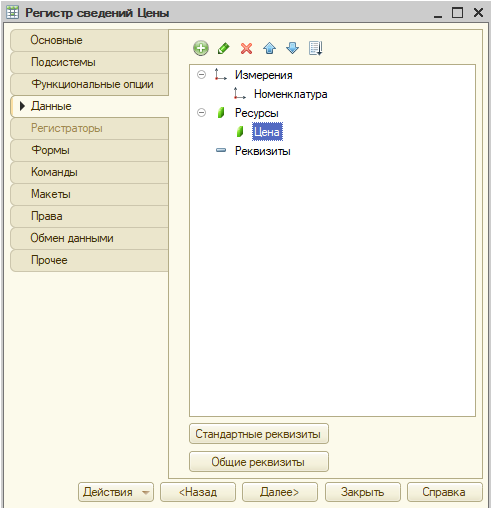 Регистр сведений Цены
Основные
Подсистемы
Функциональные опции
Данные
Регистраторы
Формы
Команды
Макеты
Права
Обмен данными
Прочее
Измерения
Номенклатура
Ресурсы
Цена
Реквизиты
Стандартные реквизиты
Общие реквизиты
Действия
<Назад
Далее>
Закрыть
Справка